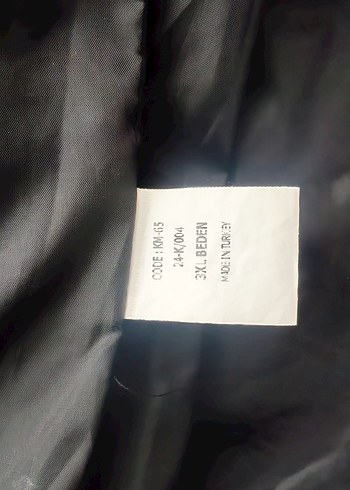 CODE: KM-65
24-K/004
3XL BEDEN
MADE IN TURKEY